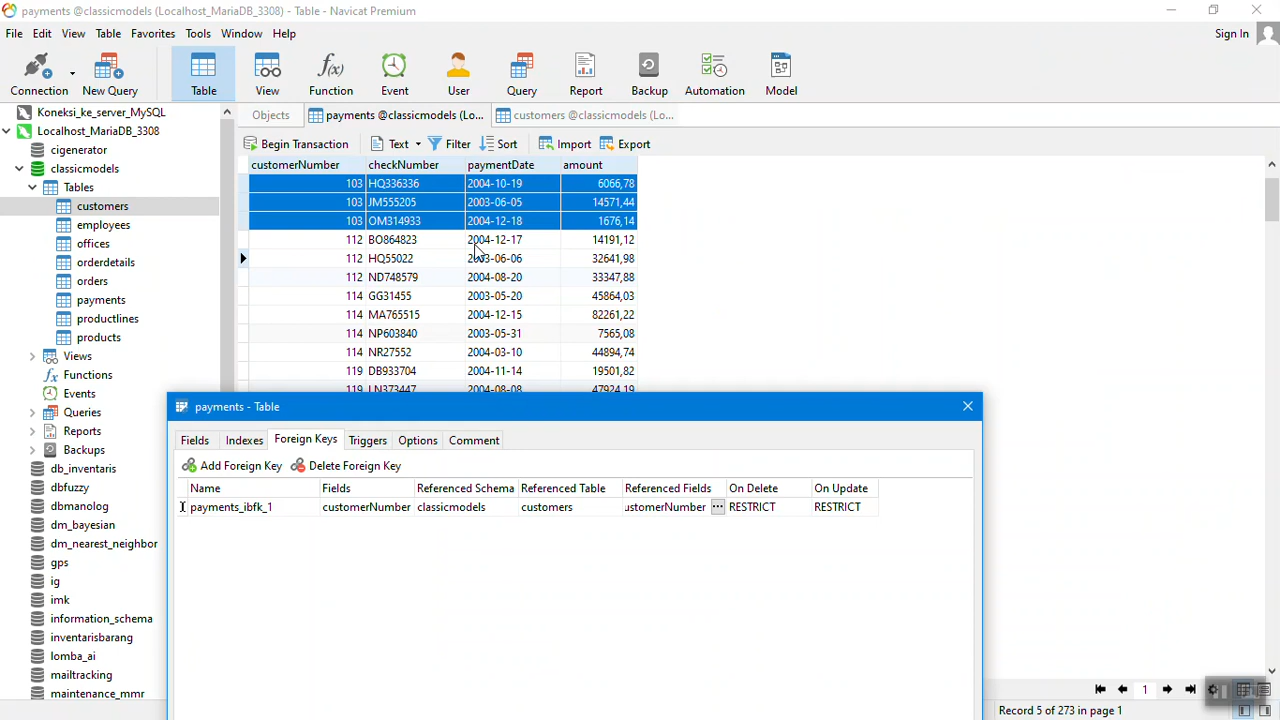 payments @classicmodels (Localhost_MariaDB_3308) - Table - Navicat Premium
File Edit View Table Favorites Tools Window Help Sign In
Connection New Query Table View Function Event User Query Report Backup Automation Model
f(x)
Koneksi_ke_server_MySQL
Localhost_MariaDB_3308
cigenerator
classicmodels
Tables
customers
employees
offices
orderdetails
orders
payments
productlines
products
Views
Functions
Events
Queries
Reports
Backups
db_inventaris
dbfuzzy
dbmanolog
dm_bayesian
dm_nearest_neighbor
gps
ig
imk
information_schema
inventarisbarang
lomba_ai
mailtracking
maintenance_mmr
Objects payments @classicmodels (Lo... customers @classicmodels (Lo...
Begin Transaction Text Filter Sort Import Export
customerNumber checkNumber paymentDate amount
103 HQ336336 2004-10-19 6066,78
103 JM555205 2003-06-05 14571,44
103 OM314933 2004-12-18 1676,14
112 BO864823 2004-12-17 14191,12
112 HQ55022 2003-06-06 32641,98
112 ND748579 2004-08-20 33347,88
114 GG31455 2003-05-20 45864,03
114 MA765515 2004-12-15 82261,22
114 NP603840 2003-05-31 7565,08
114 NR27552 2004-03-10 44894,74
119 DB933704 2004-11-14 19501,82
119 LN373447 2004-08-08 47924,19
payments - Table
Fields Indexes Foreign Keys Triggers Options Comment
Add Foreign Key Delete Foreign Key
Name Fields Referenced Schema Referenced Table Referenced Fields On Delete On Update
payments_ibfk_1 customerNumber classicmodels customers ustomerNumber ... RESTRICT RESTRICT
1
Record 5 of 273 in page 1